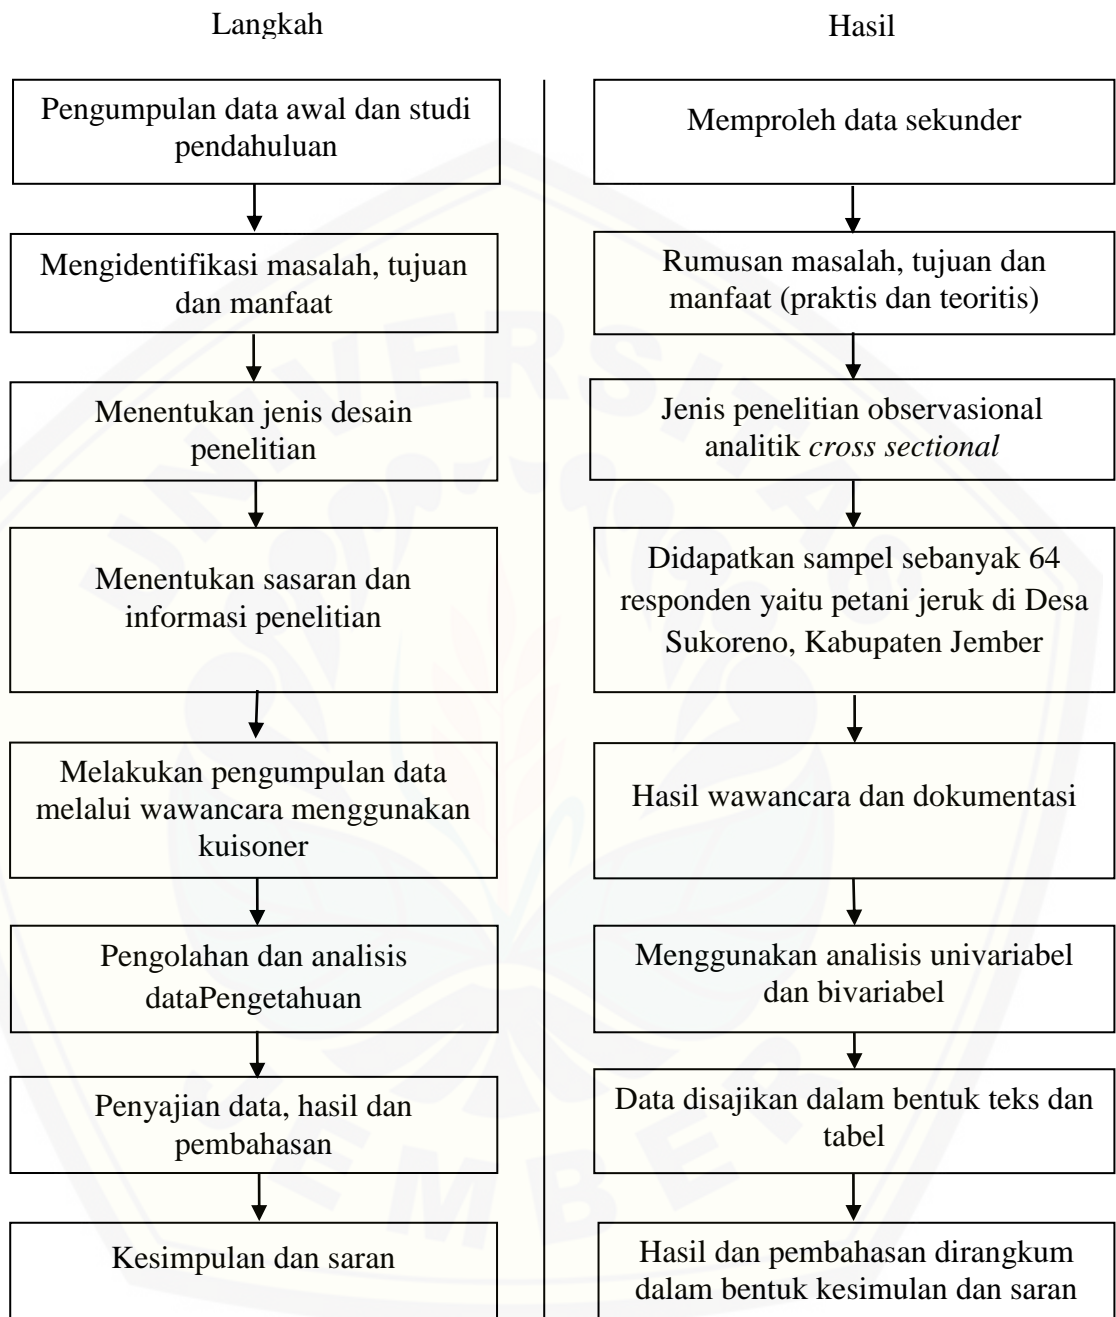 Langkah
Hasil
Pengumpulan data awal dan studi
pendahuluan
Memproleh data sekunder
Mengidentifikasi masalah, tujuan
dan manfaat
Rumusan masalah, tujuan dan
manfaat (praktis dan teoritis)
Menentukan jenis desain
penelitian
Jenis penelitian observasional
analitik cross sectional
Menentukan sasaran dan
informasi penelitian
Didapatkan sampel sebanyak 64
responden yaitu petani jeruk di Desa
Sukoreno, Kabupaten Jember
Melakukan pengumpulan data
melalui wawancara menggunakan
kuisoner
Hasil wawancara dan dokumentasi
Pengolahan dan analisis
dataPengetahuan
Menggunakan analisis univariabel
dan bivariabel
Penyajian data, hasil dan
pembahasan
Data disajikan dalam bentuk teks dan
tabel
Kesimpulan dan saran
Hasil dan pembahasan dirangkum
dalam bentuk kesimulan dan saran
UNIVERSITAS
JEMBER